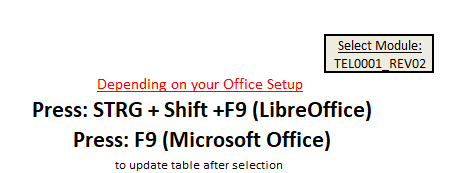 Select Module:
TEL0001_REV02
Depending on your Office Setup
Press: STRG + Shift +F9 (LibreOffice)
Press: F9 (Microsoft Office)
to update table after selection